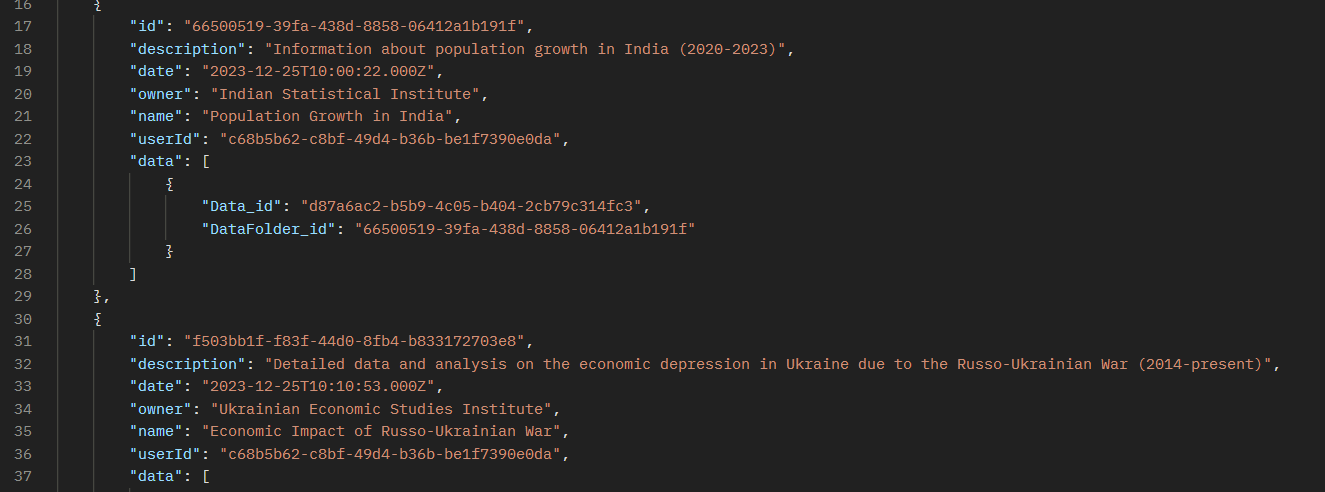 16 {
17 "id": "66500519-39fa-438d-8858-06412a1b191f",
18 "description": "Information about population growth in India (2020-2023)",
19 "date": "2023-12-25T10:00:22.000Z",
20 "owner": "Indian Statistical Institute",
21 "name": "Population Growth in India",
22 "userId": "c68b5b62-c8bf-49d4-b36b-be1f7390e0da",
23 "data": [
24 {
25 "Data_id": "d87a6ac2-b5b9-4c05-b404-2cb79c314fc3",
26 "DataFolder_id": "66500519-39fa-438d-8858-06412a1b191f"
27 }
28 ]
29 },
30 {
31 "id": "f503bb1f-f83f-44d0-8fb4-b833172703e8",
32 "description": "Detailed data and analysis on the economic depression in Ukraine due to the Russo-Ukrainian War (2014-present)",
33 "date": "2023-12-25T10:10:53.000Z",
34 "owner": "Ukrainian Economic Studies Institute",
35 "name": "Economic Impact of Russo-Ukrainian War",
36 "userId": "c68b5b62-c8bf-49d4-b36b-be1f7390e0da",
37 "data": [